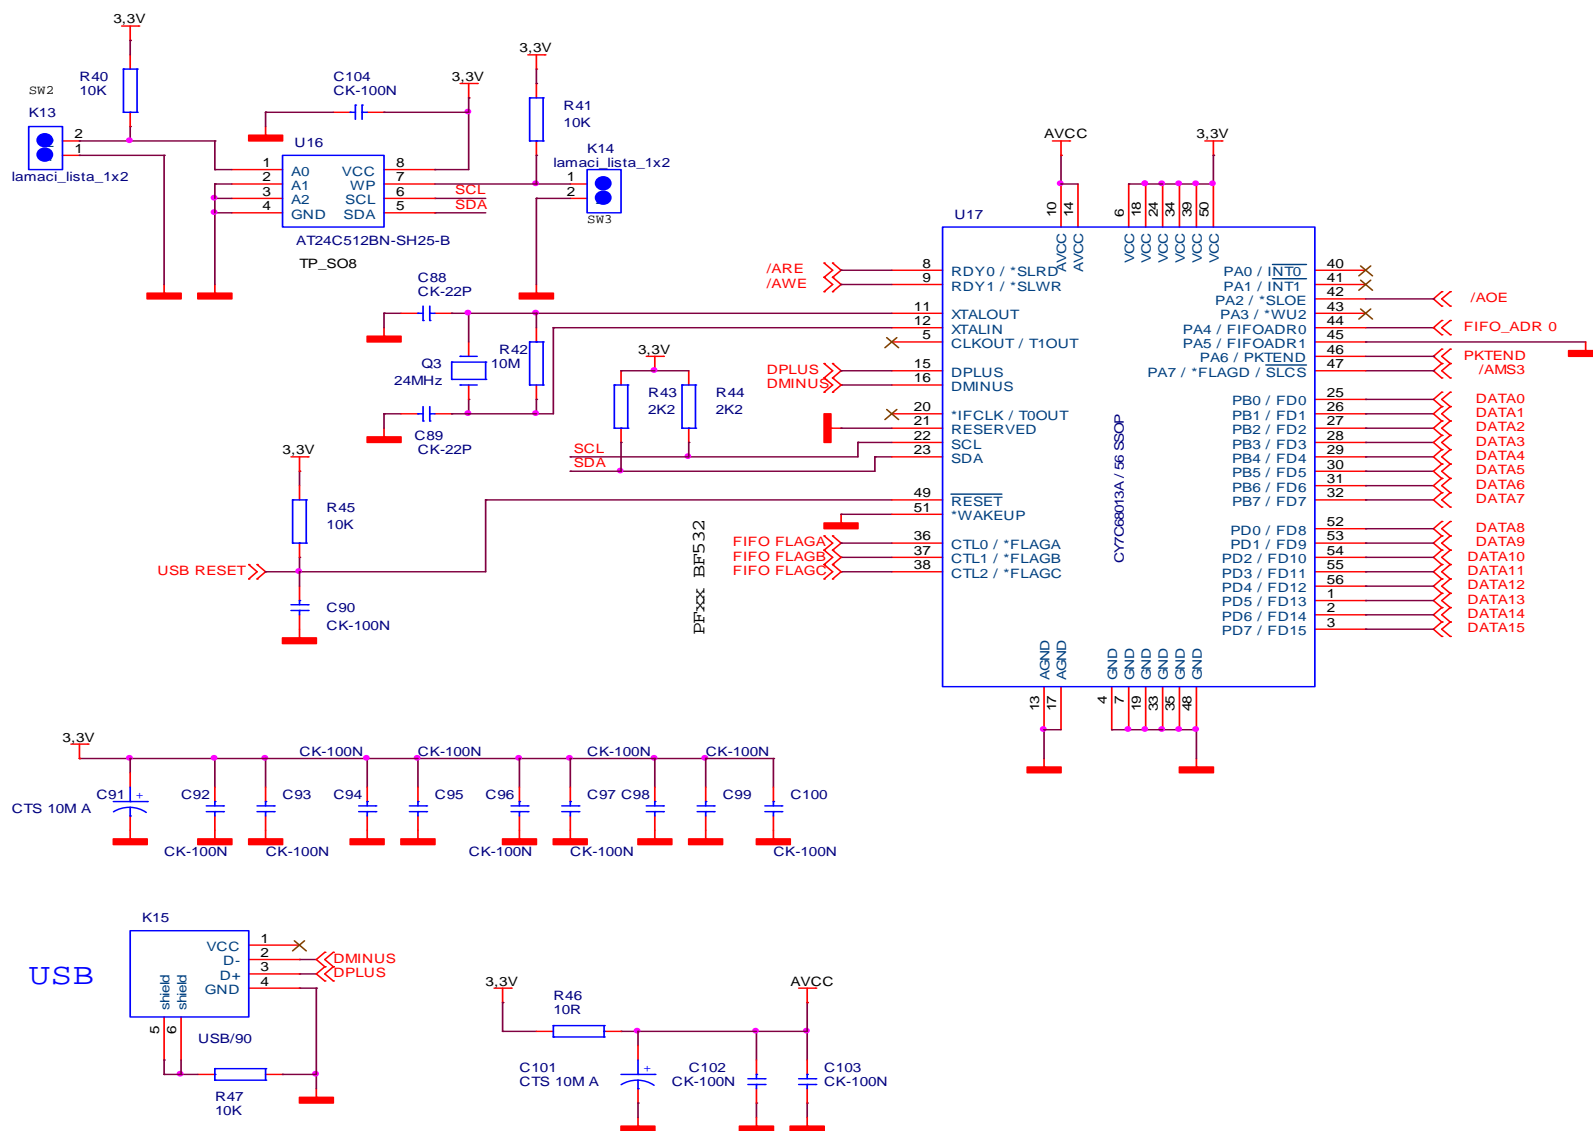 3,3V
R40
10K
SW2
K13
2
1
lamaci_lista_1x2
C104
CK-100N
3,3V
U16
1
2
3
4
A0
A1
A2
GND
VCC
WP
SCL
SDA
8
7
6
5
SCL
SDA
AT24C512BN-SH25-B
TP_SO8
3,3V
R41
10K
K14
lamaci_lista_1x2
1
2
SW3
C88
CK-22P
Q3
24MHz
R42
10M
C89
CK-22P
3,3V
R43
2K2
R44
2K2
SCL
SDA
3,3V
R45
10K
USB RESET
C90
CK-100N
PFxx BF532
/ARE
/AWE
DPLUS
DMINUS
FIFO FLAGA
FIFO FLAGB
FIFO FLAGC
AVCC
3,3V
U17
10
14
6
18
24
34
39
50
AVCC
AVCC
VCC
VCC
VCC
VCC
VCC
VCC
8 RDY0 / *SLRD
9 RDY1 / *SLWR
11 XTALOUT
12 XTALIN
5 CLKOUT / T1OUT
15 DPLUS
16 DMINUS
20 *IFCLK / T0OUT
21 RESERVED
22 SCL
23 SDA
49 RESET
51 *WAKEUP
36 CTL0 / *FLAGA
37 CTL1 / *FLAGB
38 CTL2 / *FLAGC
CY7C68013A / 56 SSOP
PA0 / INT0 40
PA1 / INT1 41
PA2 / *SLOE 42 /AOE
PA3 / *WU2 43
PA4 / FIFOADR0 44 FIFO_ADR 0
PA5 / FIFOADR1 45
PA6 / PKTEND 46 PKTEND
PA7 / *FLAGD / SLCS 47 /AMS3
PB0 / FD0 25 DATA0
PB1 / FD1 26 DATA1
PB2 / FD2 27 DATA2
PB3 / FD3 28 DATA3
PB4 / FD4 29 DATA4
PB5 / FD5 30 DATA5
PB6 / FD6 31 DATA6
PB7 / FD7 32 DATA7
PD0 / FD8 52 DATA8
PD1 / FD9 53 DATA9
PD2 / FD10 54 DATA10
PD3 / FD11 55 DATA11
PD4 / FD12 56 DATA12
PD5 / FD13 1 DATA13
PD6 / FD14 2 DATA14
PD7 / FD15 3 DATA15
AGND
AGND
GND
GND
GND
GND
GND
GND
13
17
4
7
19
33
35
48
3,3V
CK-100N CK-100N CK-100N CK-100N
C91 + C92 C93 C94 C95 C96 C97 C98 C99 C100
CTS 10M A
CK-100N CK-100N CK-100N CK-100N CK-100N
USB
K15
VCC 1
D- 2 DMINUS
D+ 3 DPLUS
GND 4
shield
shield
5
6
USB/90
R47
10K
3,3V
R46
10R
AVCC
C101
CTS 10M A
+
C102
CK-100N
C103
CK-100N